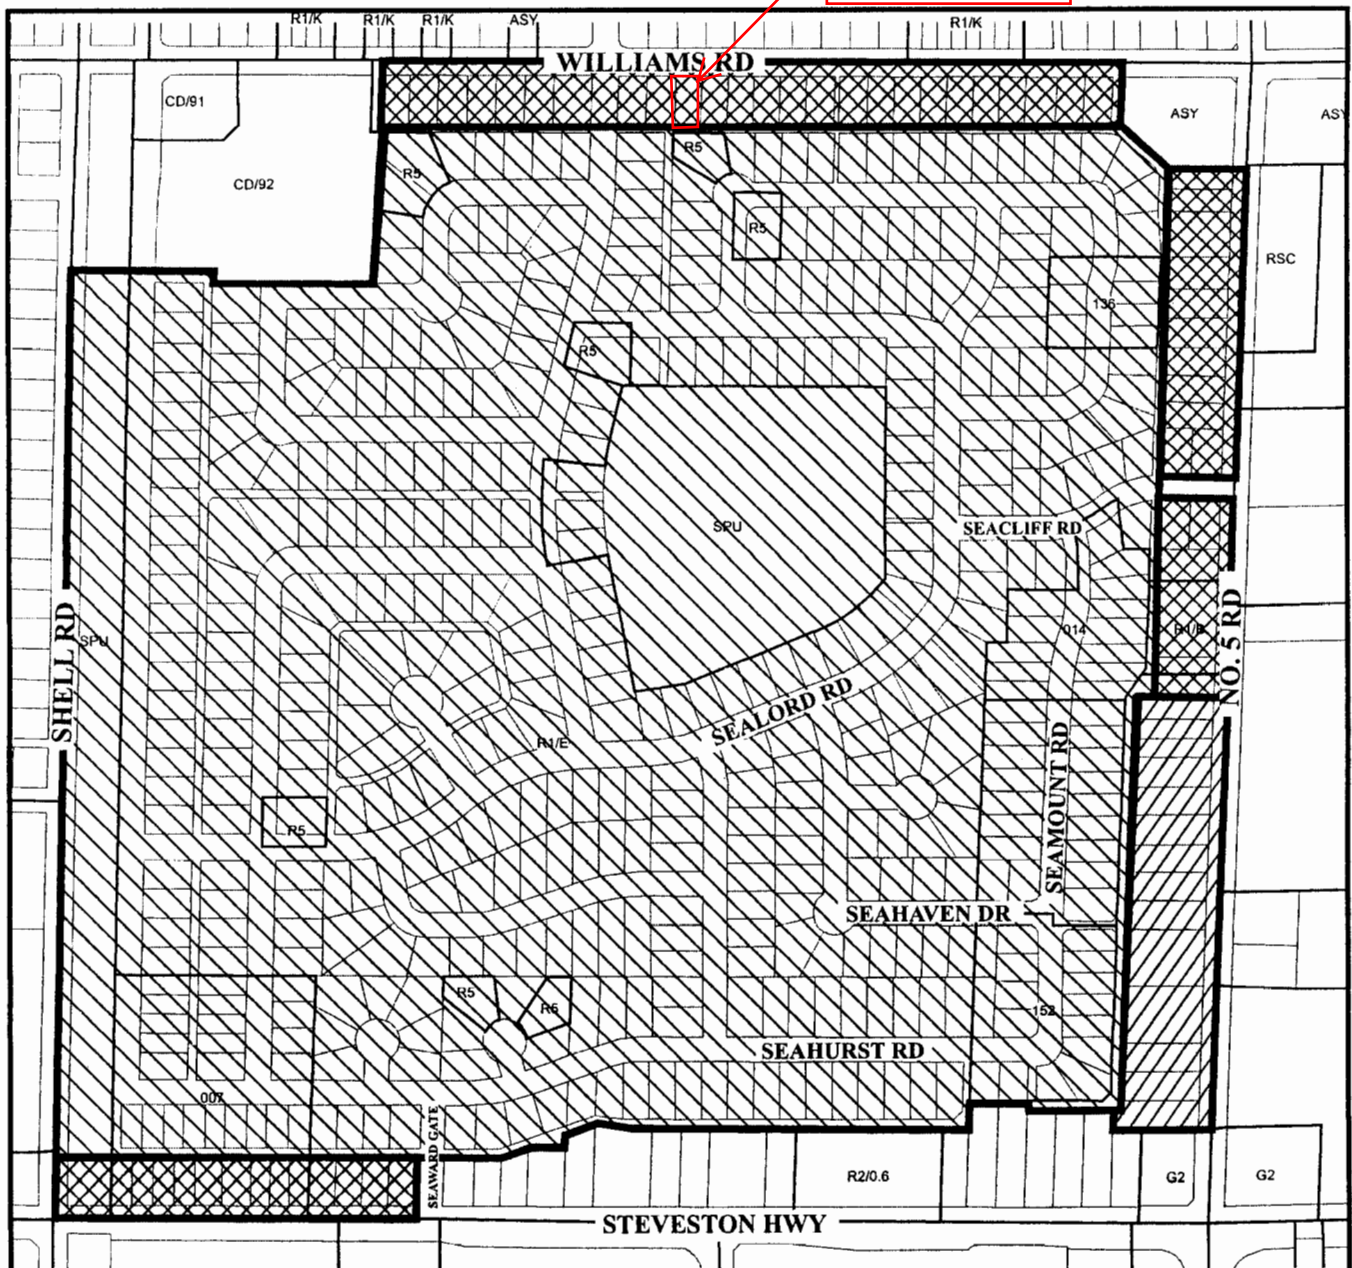 R1/K
R1/K
R1/K
ASY
R1/K
WILLIAMS RD
CD/91
ASY
R5
R5
CD/92
R5
RSC
136
R5
SPU
SEACLIFF RD
SHELL RD
SPU
014
NO. 5 RD
SEALORD RD
R1/E
SEAMOUNT RD
R5
SEAHAVEN DR
R5
R5
152
SEAHURST RD
007
SEAWARD GATE
R2/0.6
G2
G2
STEVESTON HWY